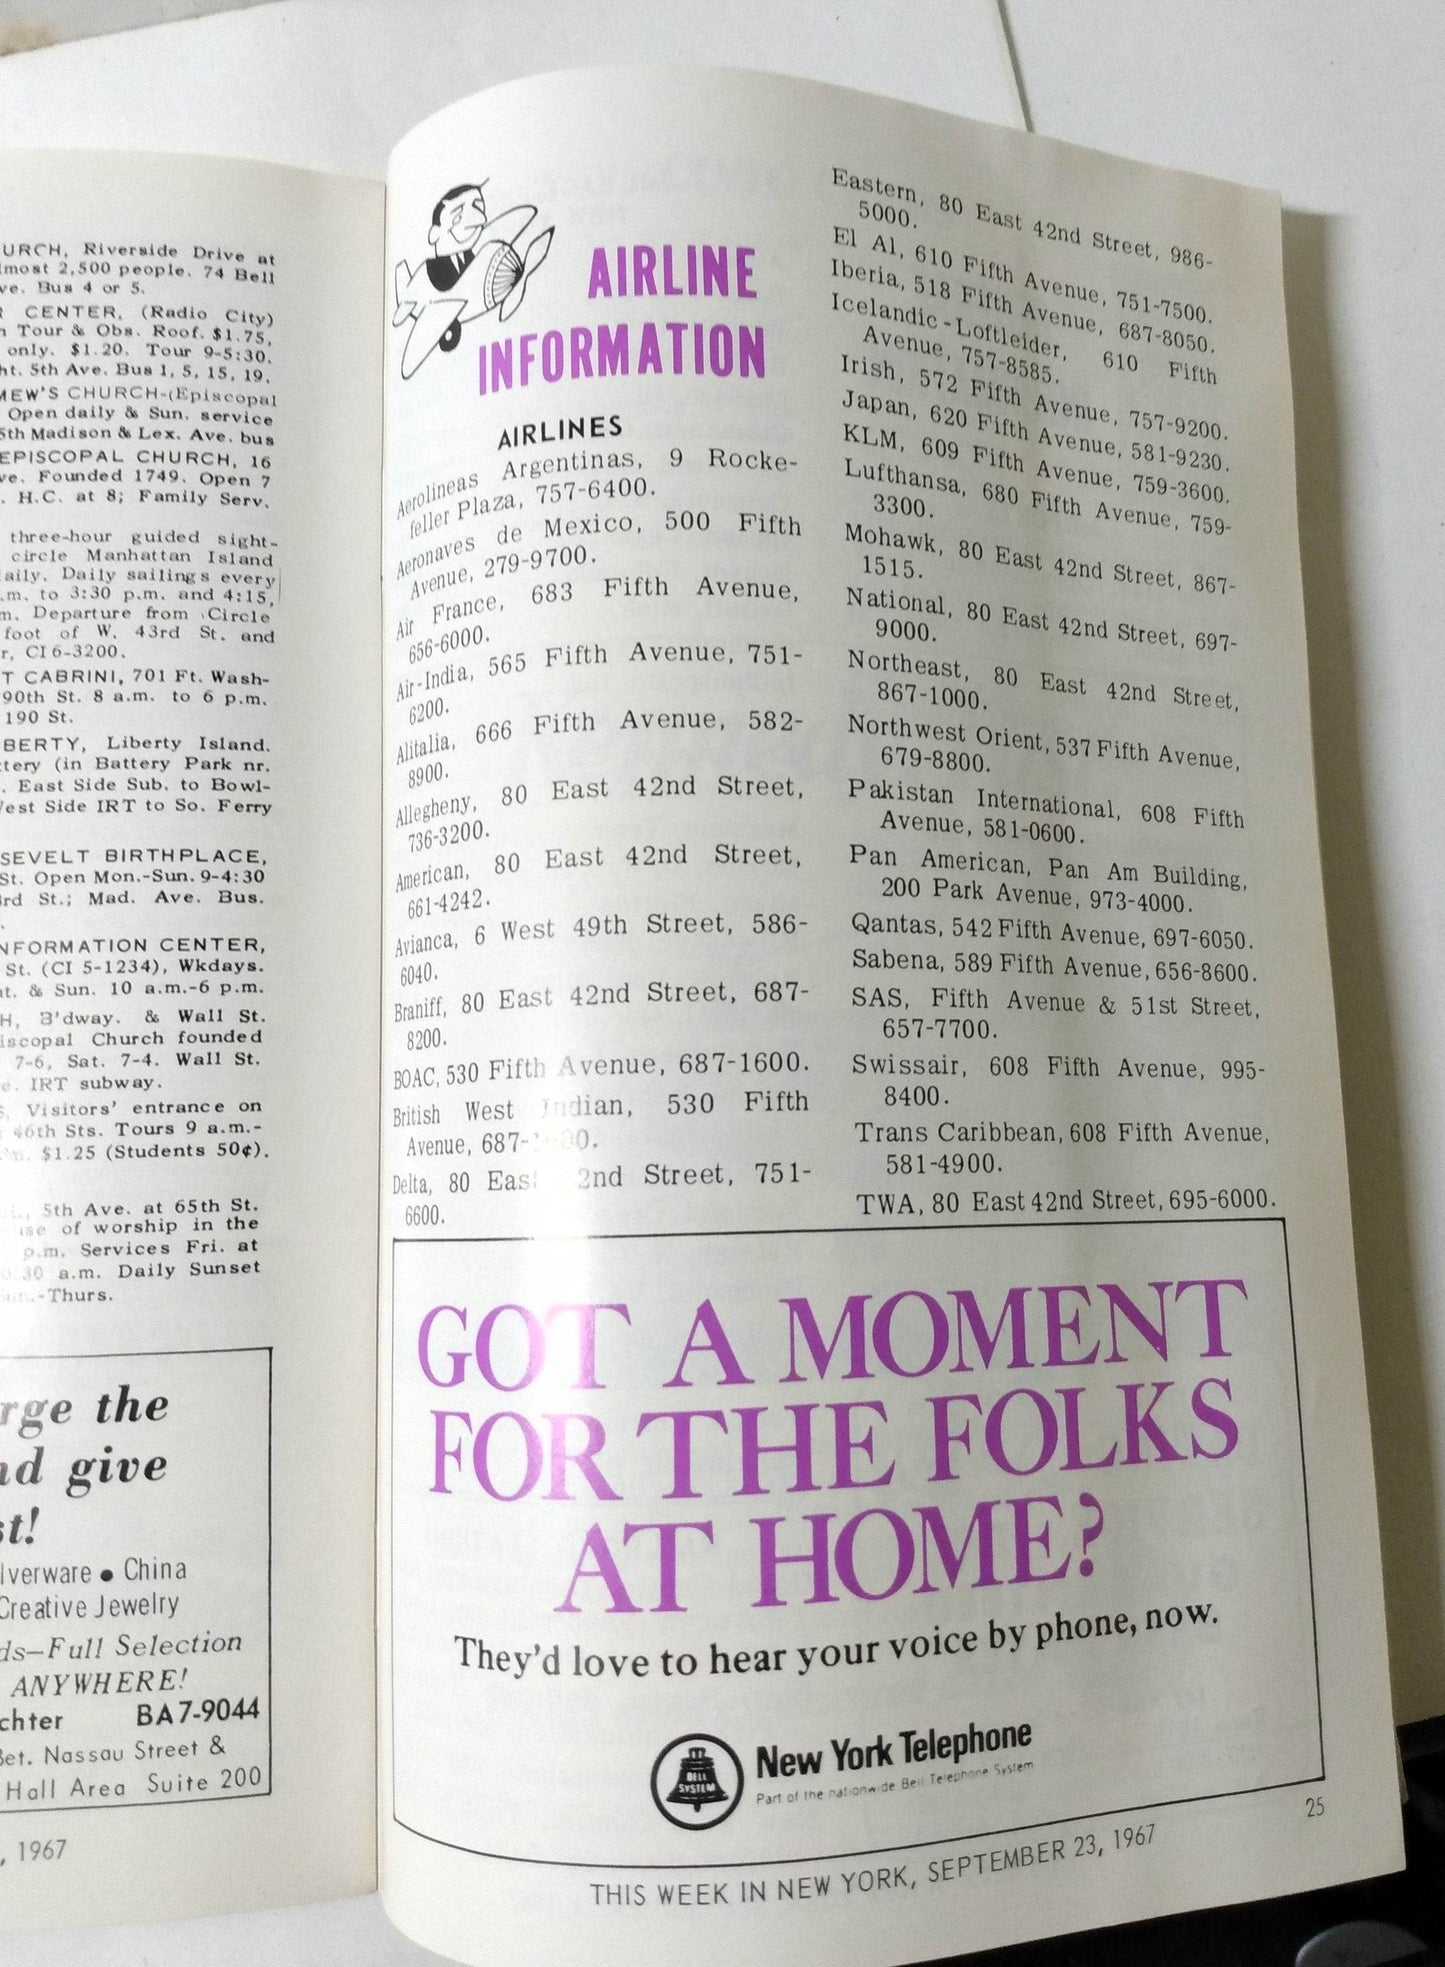 URCH, Riverside Drive at
lmost 2,500 people. 74 Bell
ve. Bus 4 or 5.
R CENTER, (Radio City)
n Tour & Obs. Roof. $1.75,
only. $1.20. Tour 9-5:30.
ht. 5th Ave. Bus 1, 5, 15, 19.
MEW'S CHURCH-(Episcopal
Open daily & Sun. service
5th Madison & Lex. Ave. bus
EPISCOPAL CHURCH, 16
ve. Founded 1749. Open 7
. H.C. at 8; Family Serv.
three-hour guided sight-
circle Manhattan Island
aily. Daily sailings every
.m. to 3:30 p.m. and 4:15,
m. Departure from Circle
foot of W. 43rd St. and
r, CI 6-3200.
T CABRINI, 701 Ft. Wash-
90th St. 8 a.m. to 6 p.m.
190 St.
BERTY, Liberty Island.
ttery (in Battery Park nr.
. East Side Sub. to Bowl-
West Side IRT to So. Ferry
SEVELT BIRTHPLACE,
St. Open Mon.-Sun. 9-4:30
3rd St.; Mad. Ave. Bus.
NFORMATION CENTER,
St. (CI 5-1234), Wkdays.
at. & Sun. 10 a.m.-6 p.m.
H, B'dway. & Wall St.
iscopal Church founded
7-6, Sat. 7-4. Wall St.
e. IRT subway.
S, Visitors' entrance on
46th Sts. Tours 9 a.m.-
$1.25 (Students 50¢).
5th Ave. at 65th St.
use of worship in the
p.m. Services Fri. at
30 a.m. Daily Sunset
-Thurs.
rge the
nd give
st!
lverware • China
Creative Jewelry
ds—Full Selection
ANYWHERE!
chter BA 7-9044
Bet. Nassau Street &
Hall Area Suite 200
, 1967
AIRLINE
INFORMATION
AIRLINES
Aerolineas Argentinas, 9 Rocke-
feller Plaza, 757-6400.
Aeronaves de Mexico, 500 Fifth
Avenue, 279-9700.
Air France, 683 Fifth Avenue,
656-6000.
Air-India, 565 Fifth Avenue, 751-
6200.
Alitalia, 666 Fifth Avenue, 582-
8900.
Allegheny, 80 East 42nd Street,
736-3200.
American, 80 East 42nd Street,
661-4242.
Avianca, 6 West 49th Street, 586-
6040.
Braniff, 80 East 42nd Street, 687-
8200.
BOAC, 530 Fifth Avenue, 687-1600.
British West Indian, 530 Fifth
Avenue, 687-1600.
Delta, 80 East 42nd Street, 751-
6600.
Eastern, 80 East 42nd Street, 986-
5000.
El Al, 610 Fifth Avenue, 751-7500.
Iberia, 518 Fifth Avenue, 687-8050.
Icelandic-Loftleider, 610 Fifth
Avenue, 757-8585.
Irish, 572 Fifth Avenue, 757-9200.
Japan, 620 Fifth Avenue, 581-9230.
KLM, 609 Fifth Avenue, 759-3600.
Lufthansa, 680 Fifth Avenue, 759-
3300.
Mohawk, 80 East 42nd Street, 867-
1515.
National, 80 East 42nd Street, 697-
9000.
Northeast, 80 East 42nd Street,
867-1000.
Northwest Orient, 537 Fifth Avenue,
679-8800.
Pakistan International, 608 Fifth
Avenue, 581-0600.
Pan American, Pan Am Building,
200 Park Avenue, 973-4000.
Qantas, 542 Fifth Avenue, 697-6050.
Sabena, 589 Fifth Avenue, 656-8600.
SAS, Fifth Avenue & 51st Street,
657-7700.
Swissair, 608 Fifth Avenue, 995-
8400.
Trans Caribbean, 608 Fifth Avenue,
581-4900.
TWA, 80 East 42nd Street, 695-6000.
GOT A MOMENT
FOR THE FOLKS
AT HOME?
They'd love to hear your voice by phone, now.
BELL
SYSTEM
New York Telephone
Part of the nationwide Bell Telephone System
THIS WEEK IN NEW YORK, SEPTEMBER 23, 1967
25